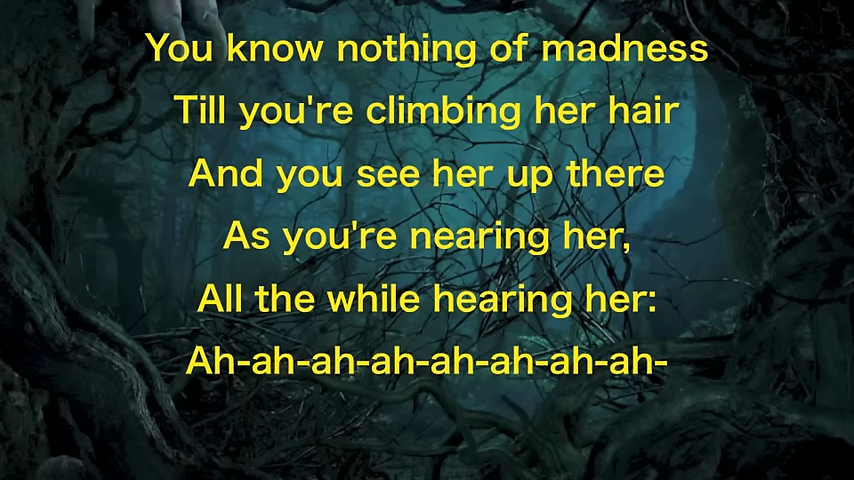 You know nothing of madness
Till you're climbing her hair
And you see her up there
As you're nearing her,
All the while hearing her:
Ah-ah-ah-ah-ah-ah-ah-ah-